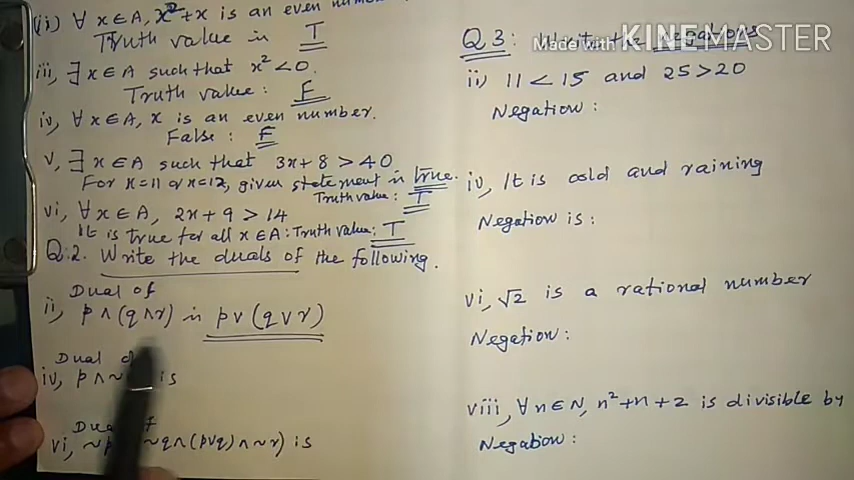 (ii) ∀ x∈A, x²+x is an even num
Truth value is T
iii, ∃ x∈A such that x²<0.
Truth value: F
iv, ∀ x∈A, x is an even number.
False: F
v, ∃ x∈A such that 3x+8 > 40
For x=11 or x=12, given statement is true.
Truth value: T
vi, ∀ x∈A, 2x+9 > 14
It is true for all x∈A: Truth value: T
Q:2. Write the duals of the following.
Dual of
ii, p∧(q∧r) is p∨(q∨r)
Dual
iv, p∧~ is
Dual of
vi, ~p ~q∧(p∨q)∧~r) is
Q3: Write the negations
Made with KINEMASTER
ii) 11 < 15 and 25 > 20
Negation:
iv, It is cold and raining
Negation is:
vi, √2 is a rational number
Negation:
viii, ∀ n∈N, n²+n+2 is divisible by
Negation: